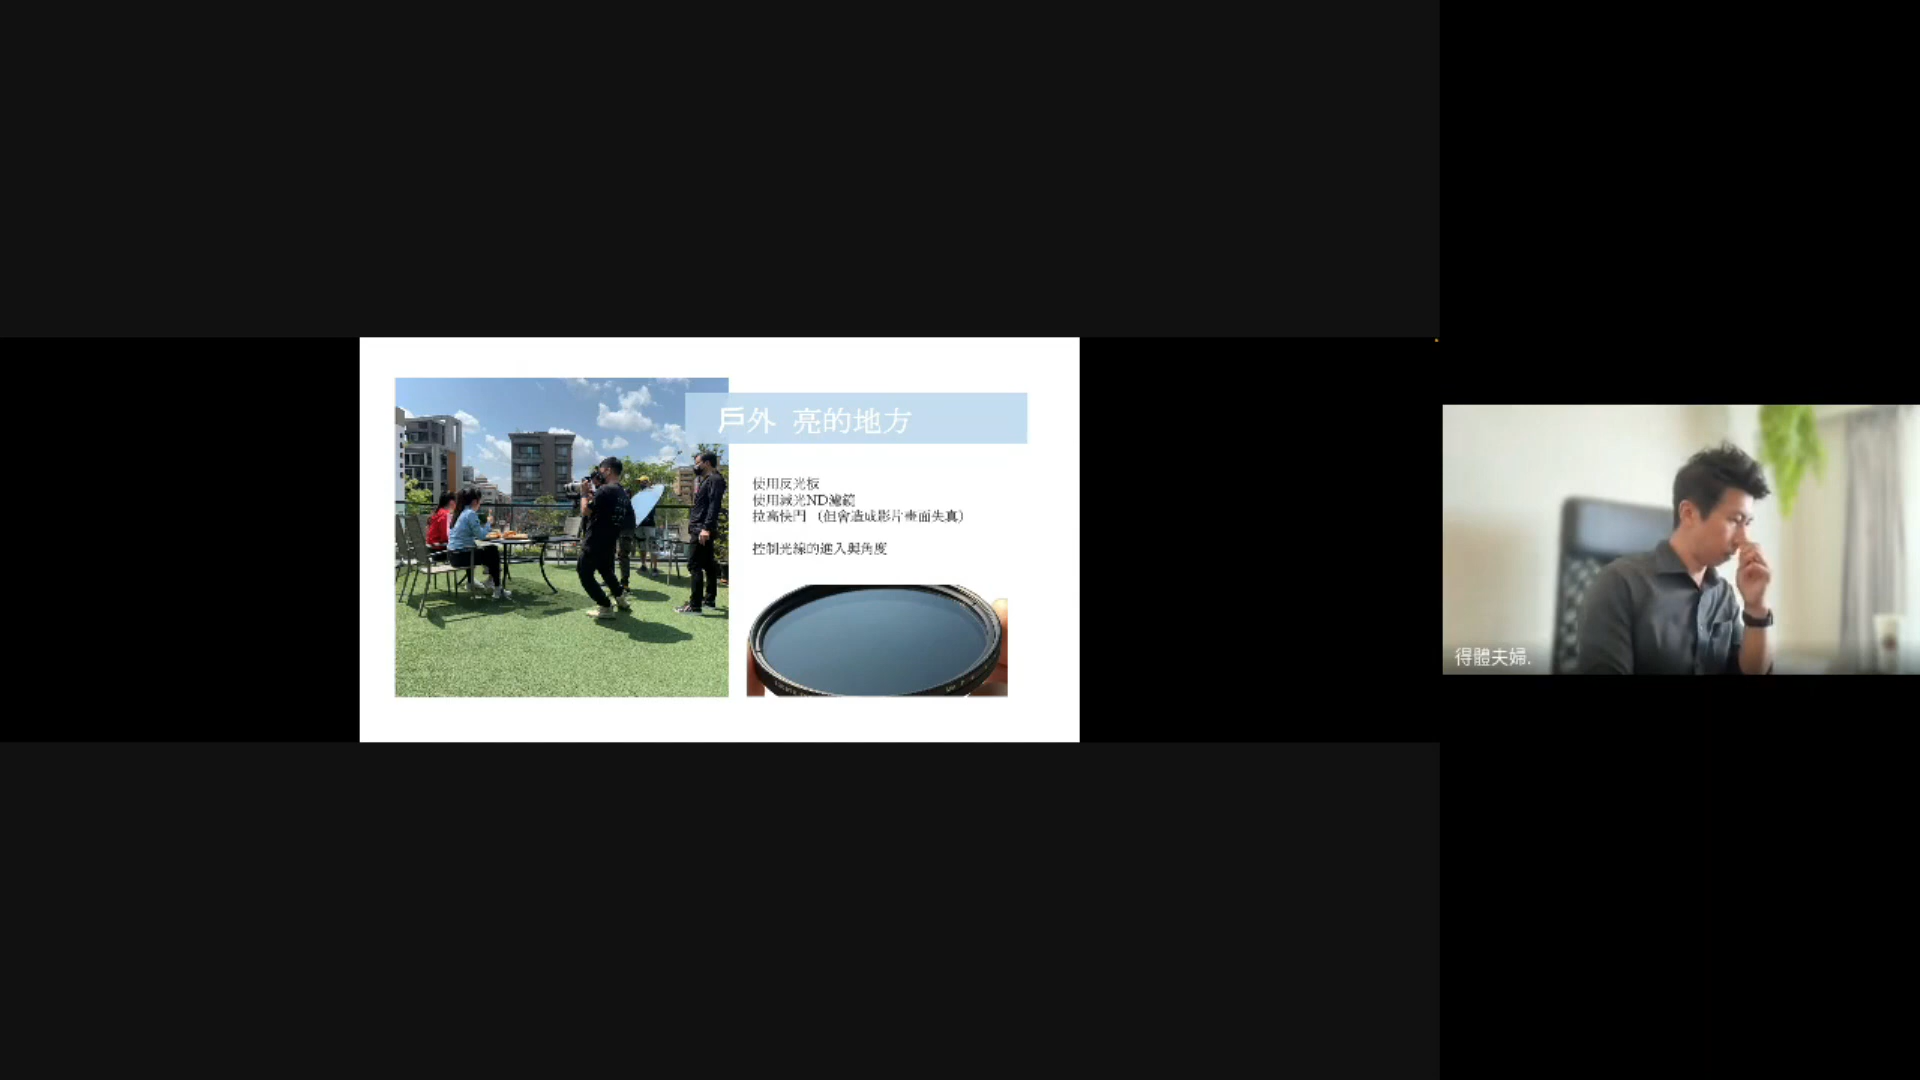 戶外 亮的地方
使用反光板
使用減光ND濾鏡
拉高快門 (但會造成影片畫面失真)
控制光線的進入與角度
得體夫婦.